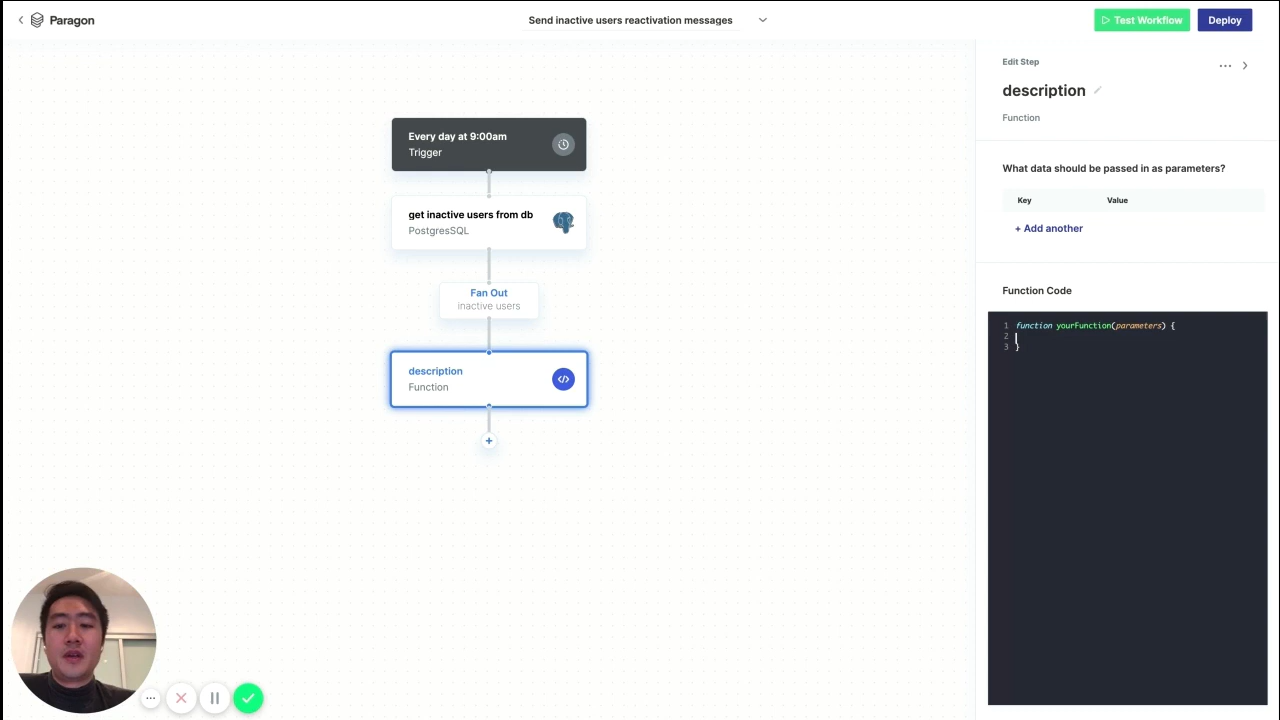 Paragon
Send inactive users reactivation messages
Test Workflow
Deploy
Every day at 9:00am
Trigger
get inactive users from db
PostgresSQL
Fan Out
inactive users
description
Function
+
Edit Step
description
Function
What data should be passed in as parameters?
Key Value
+ Add another
Function Code
1 function yourFunction(parameters) {
2
3 }